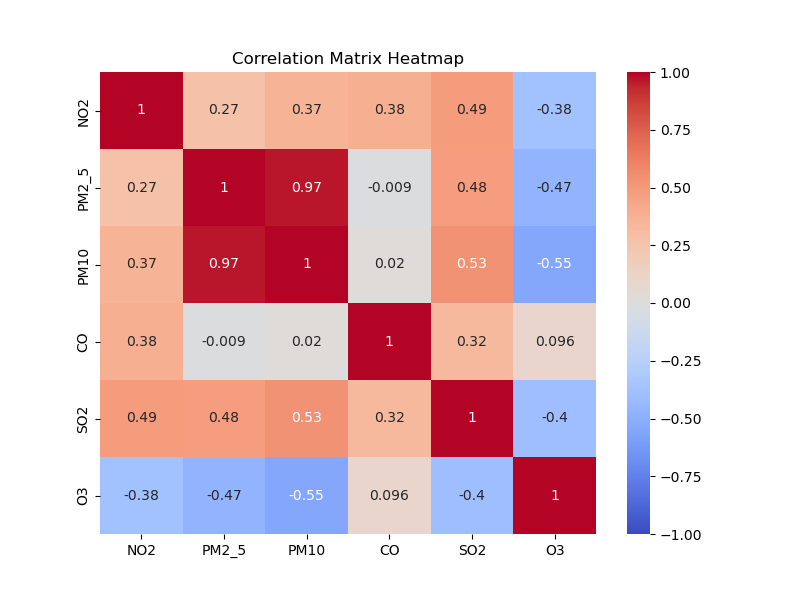 Correlation Matrix Heatmap
NO2 1 0.27 0.37 0.38 0.49 -0.38
PM2_5 0.27 1 0.97 -0.009 0.48 -0.47
PM10 0.37 0.97 1 0.02 0.53 -0.55
CO 0.38 -0.009 0.02 1 0.32 0.096
SO2 0.49 0.48 0.53 0.32 1 -0.4
O3 -0.38 -0.47 -0.55 0.096 -0.4 1
NO2 PM2_5 PM10 CO SO2 O3
1.00
0.75
0.50
0.25
0.00
-0.25
-0.50
-0.75
-1.00